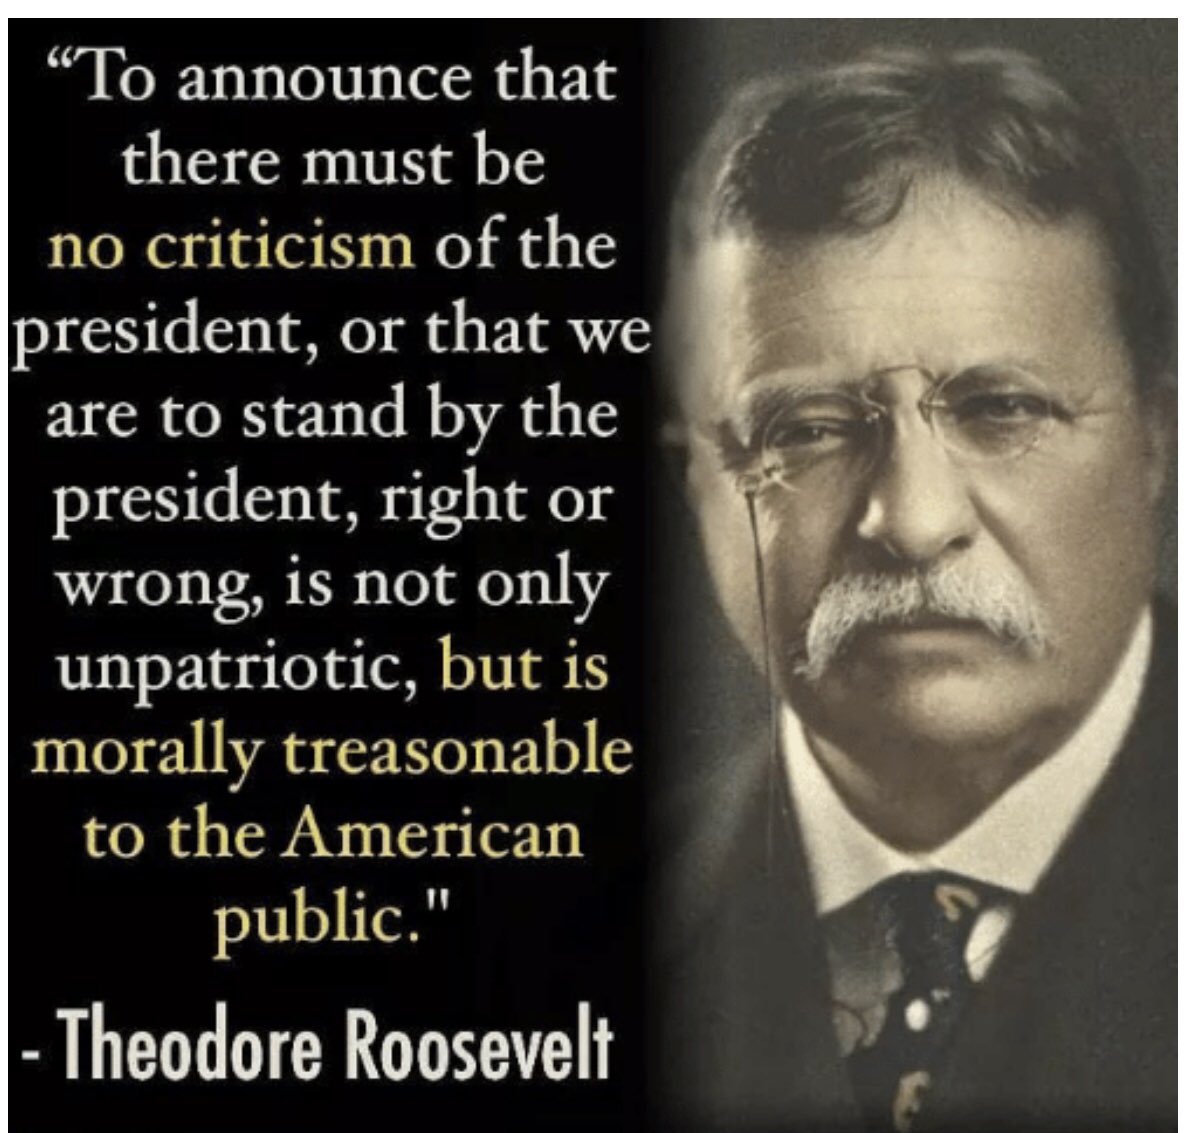 “To announce that
there must be
no criticism of the
president, or that we
are to stand by the
president, right or
wrong, is not only
unpatriotic, but is
morally treasonable
to the American
public."
- Theodore Roosevelt